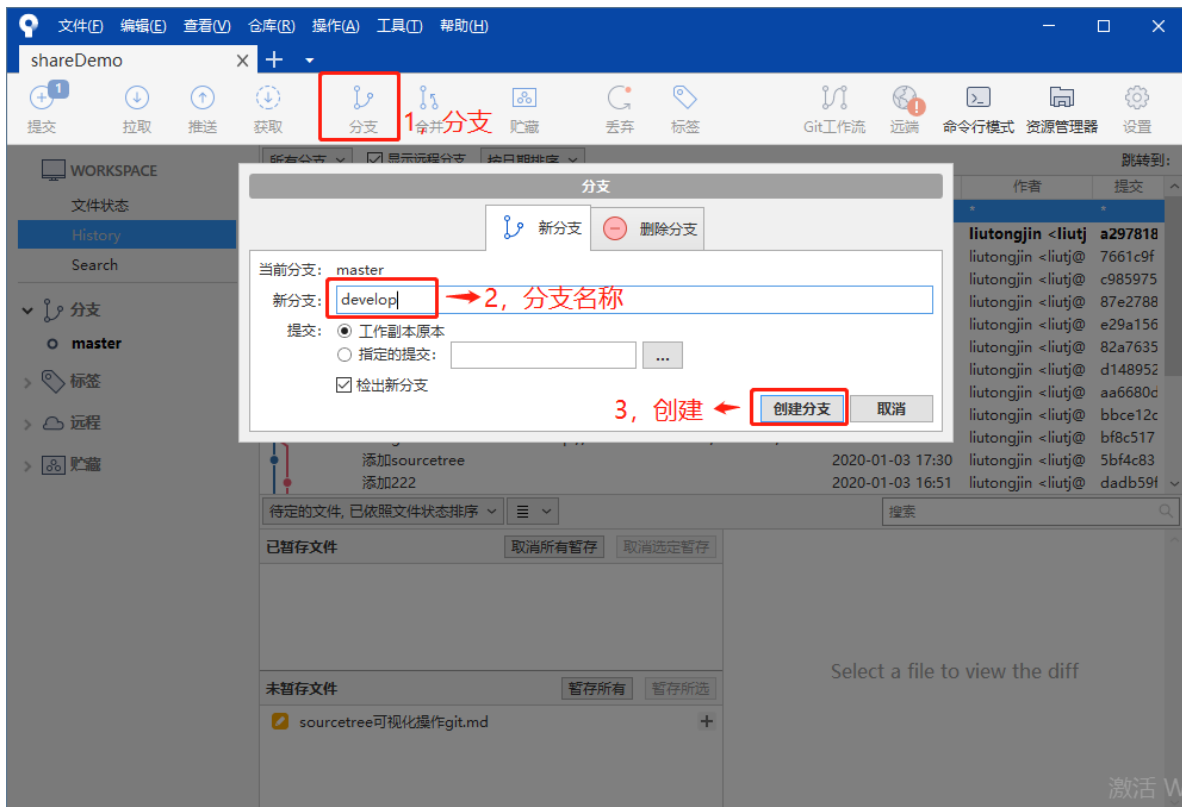 文件(F) 编辑(E) 查看(V) 仓库(R) 操作(A) 工具(T) 帮助(H)
shareDemo
1
提交 拉取 推送 获取 分支 合并 贮藏 丢弃 标签 Git工作流 远端 命令行模式 资源管理器 设置
1，分支
WORKSPACE
文件状态
History
Search
分支
master
标签
远程
贮藏
所有分支 显示远程分支 按日期排序 跳转到:
作者 提交
* *
liutongjin <liutj a297818
liutongjin <liutj@ 7661c9f
liutongjin <liutj@ c985975
liutongjin <liutj@ 87e2788
liutongjin <liutj@ e29a156
liutongjin <liutj@ 82a7635
liutongjin <liutj@ d148952
liutongjin <liutj@ aa6680d
liutongjin <liutj@ bbce12c
liutongjin <liutj@ bf8c517
添加sourcetree 2020-01-03 17:30 liutongjin <liutj@ 5bf4c83
添加222 2020-01-03 16:51 liutongjin <liutj@ dadb59f
分支
新分支 删除分支
当前分支: master
新分支: develop
2，分支名称
提交: 工作副本原本
指定的提交: ...
检出新分支
3，创建
创建分支 取消
待定的文件, 已依照文件状态排序 搜索
已暂存文件 取消所有暂存 取消选定暂存
未暂存文件 暂存所有 暂存所选
sourcetree可视化操作git.md
Select a file to view the diff
激活 W